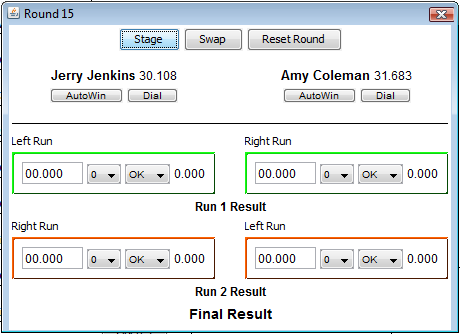 Round 15
Stage Swap Reset Round
Jerry Jenkins 30.108 Amy Coleman 31.683
AutoWin Dial AutoWin Dial
Left Run Right Run
00.000 0 OK 0.000 00.000 0 OK 0.000
Run 1 Result
Right Run Left Run
00.000 0 OK 0.000 00.000 0 OK 0.000
Run 2 Result
Final Result